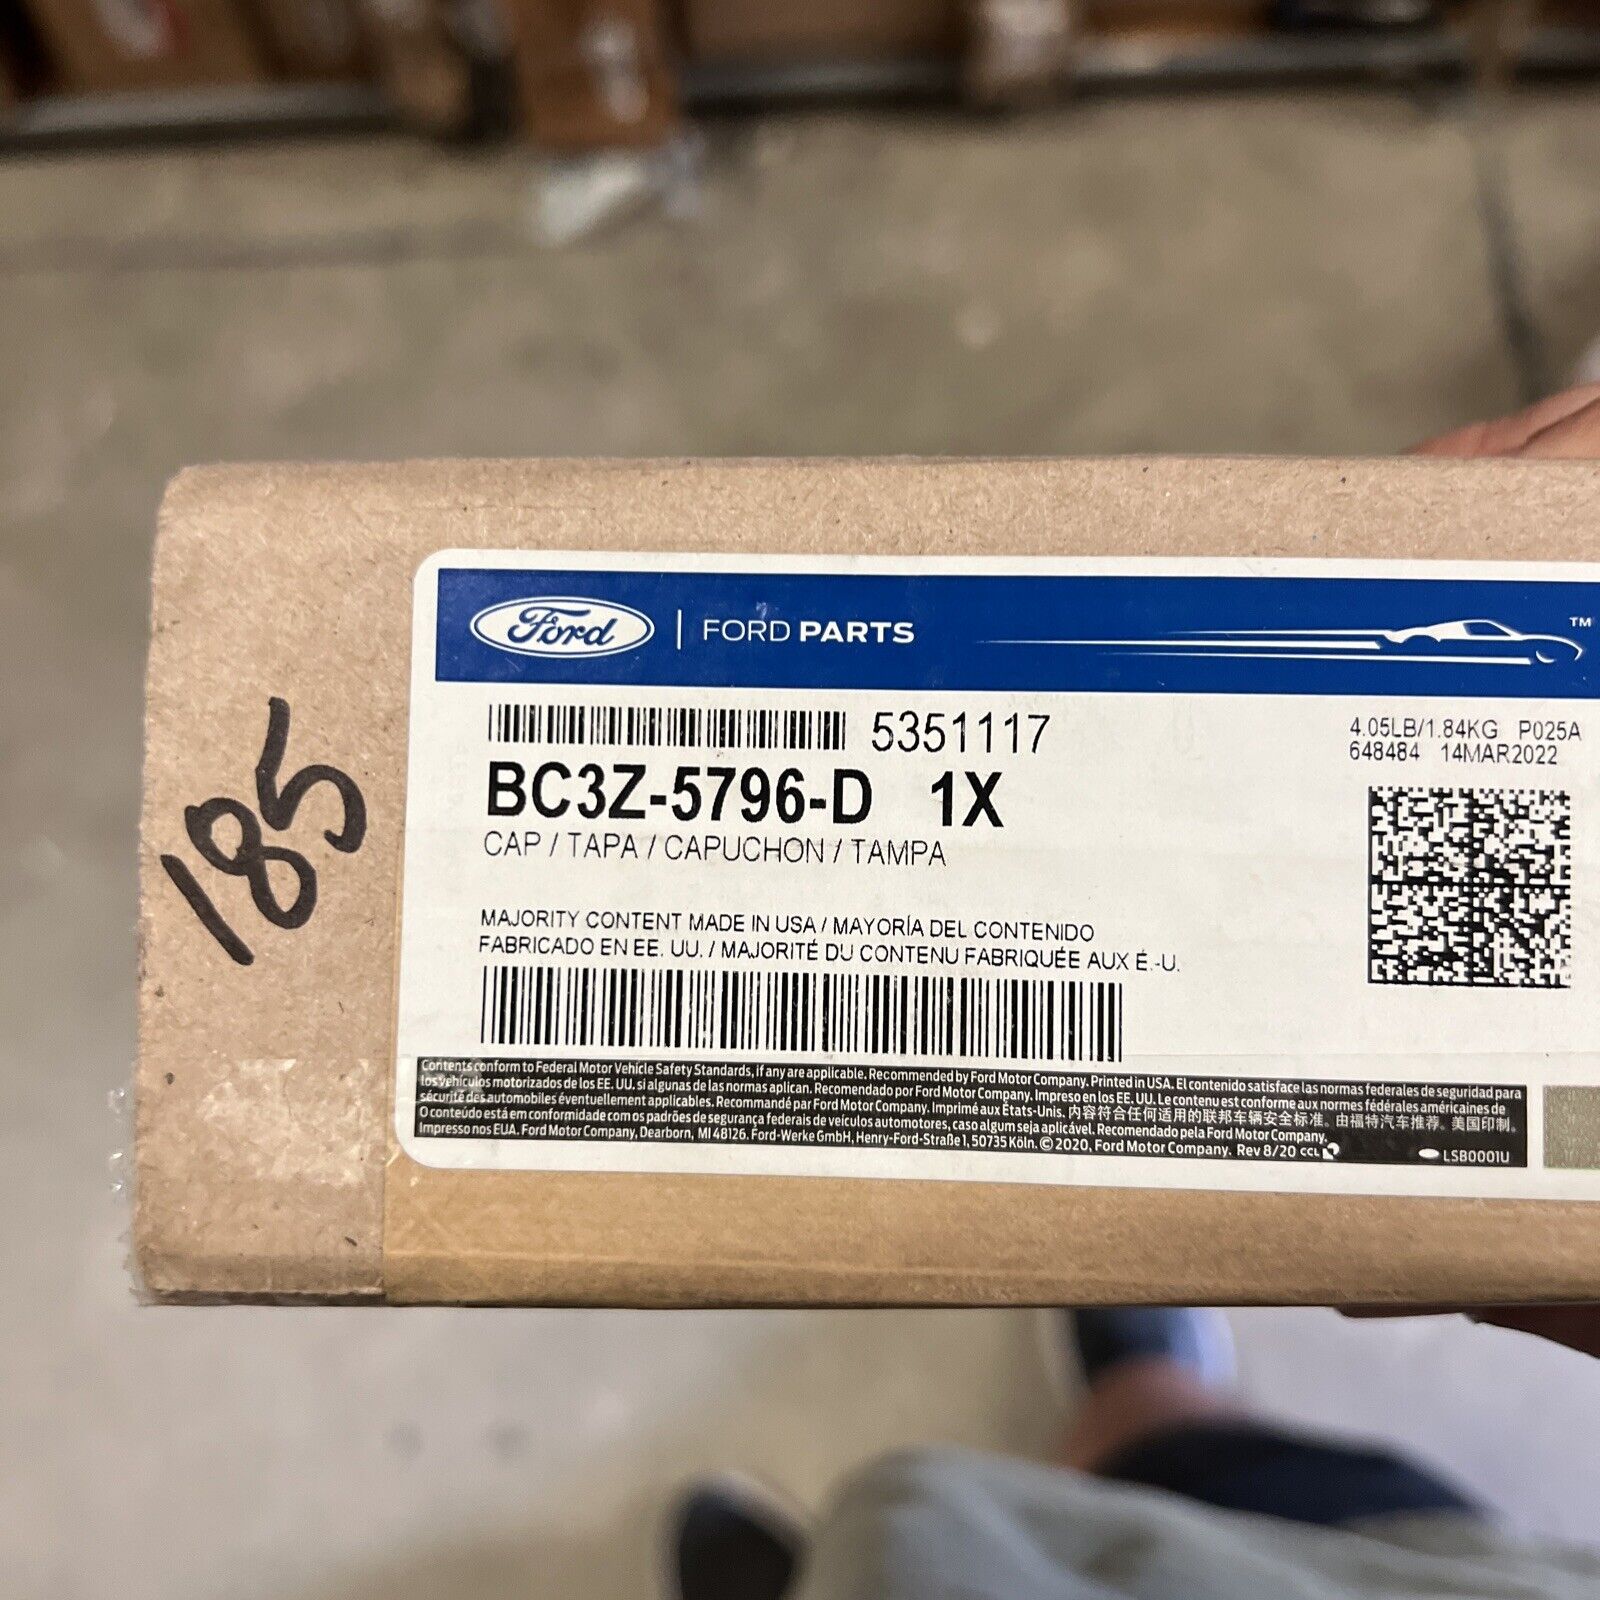 185
Ford | FORD PARTS
TM
5351117
4.05LB/1.84KG P025A
648484 14MAR2022
BC3Z-5796-D 1X
CAP / TAPA / CAPUCHON / TAMPA
MAJORITY CONTENT MADE IN USA / MAYORÍA DEL CONTENIDO
FABRICADO EN EE. UU. / MAJORITÉ DU CONTENU FABRIQUÉE AUX É.-U.
Contents conform to Federal Motor Vehicle Safety Standards, if any are applicable. Recommended by Ford Motor Company. Printed in USA. El contenido satisface las normas federales de seguridad para
los vehículos motorizados de los EE. UU. si algunas de las normas aplican. Recomendado por Ford Motor Company. Impreso en los EE. UU. Le contenu est conforme aux normes fédérales américaines de
sécurité des automobiles éventuellement applicables. Recommandé par Ford Motor Company. Imprimé aux États-Unis. 内容符合任何适用的联邦车辆安全标准。由福特汽车推荐。美国印制。
O conteúdo está em conformidade com os padrões de segurança federais de veículos automotores, caso algum seja aplicável. Recomendado pela Ford Motor Company.
Impresso nos EUA. Ford Motor Company, Dearborn, MI 48126. Ford-Werke GmbH, Henry-Ford-Straße 1, 50735 Köln. © 2020, Ford Motor Company. Rev 8/20 CCL
LSB0001U